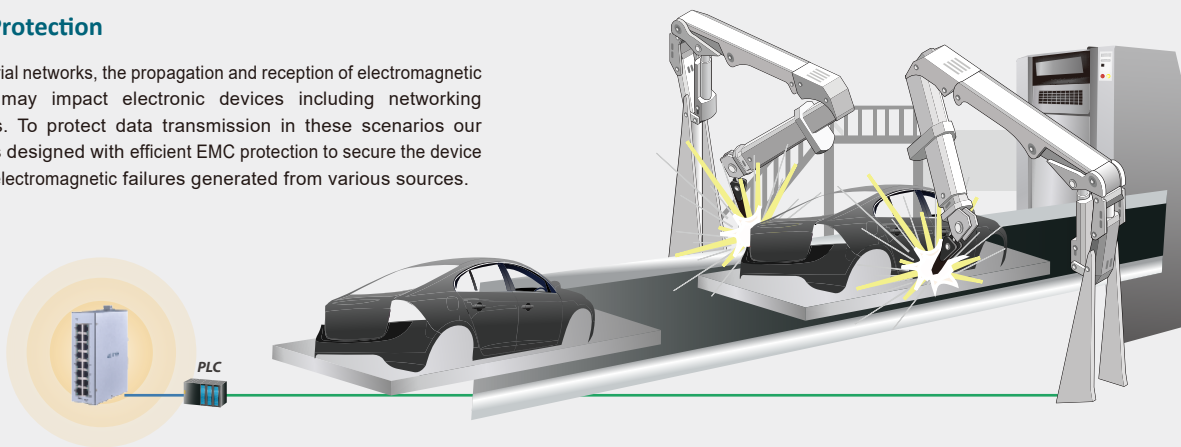 Protection
rial networks, the propagation and reception of electromagnetic
may impact electronic devices including networking
s. To protect data transmission in these scenarios our
s designed with efficient EMC protection to secure the device
electromagnetic failures generated from various sources.
PLC